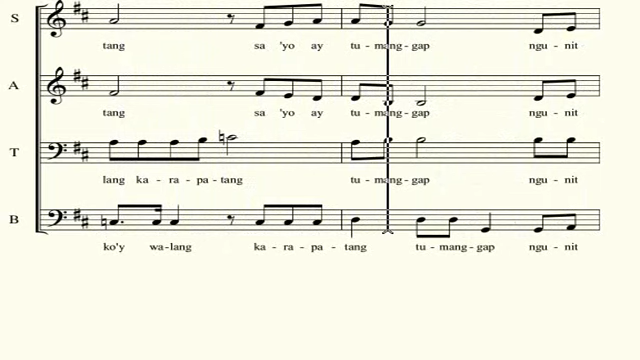 S
tang sa 'yo ay tu - mang - gap ngu - nit
A
tang sa 'yo ay tu - mang - gap ngu - nit
T
lang ka - ra - pa - tang tu - mang - gap ngu - nit
B
ko'y wa - lang ka - ra - pa - tang tu - mang - gap ngu - nit